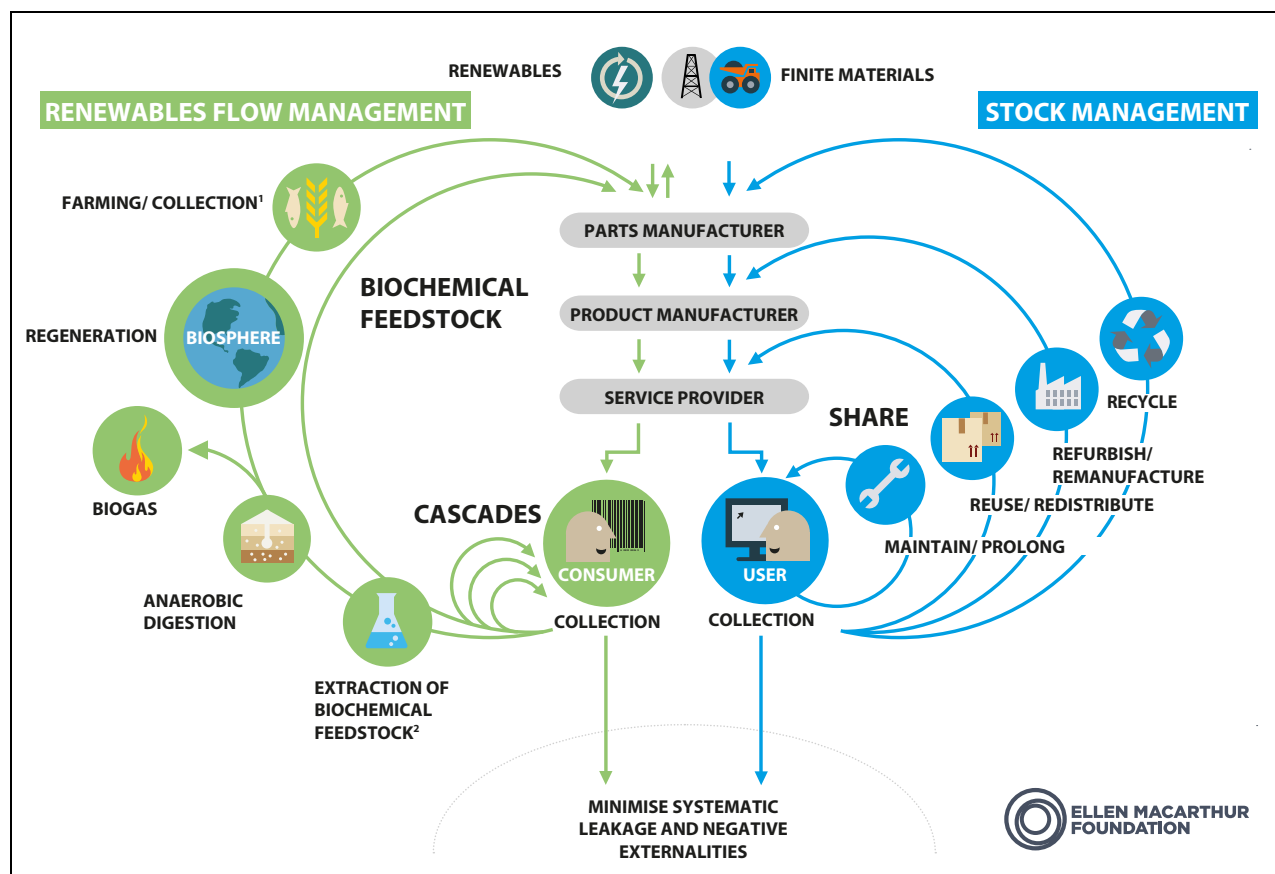 RENEWABLES
FINITE MATERIALS
RENEWABLES FLOW MANAGEMENT
STOCK MANAGEMENT
FARMING/ COLLECTION¹
PARTS MANUFACTURER
BIOCHEMICAL
FEEDSTOCK
REGENERATION
BIOSPHERE
PRODUCT MANUFACTURER
SERVICE PROVIDER
RECYCLE
SHARE
REFURBISH/
REMANUFACTURE
REUSE/ REDISTRIBUTE
MAINTAIN/ PROLONG
BIOGAS
CASCADES
CONSUMER
USER
ANAEROBIC
DIGESTION
COLLECTION
COLLECTION
EXTRACTION OF
BIOCHEMICAL
FEEDSTOCK²
MINIMISE SYSTEMATIC
LEAKAGE AND NEGATIVE
EXTERNALITIES
ELLEN MACARTHUR
FOUNDATION